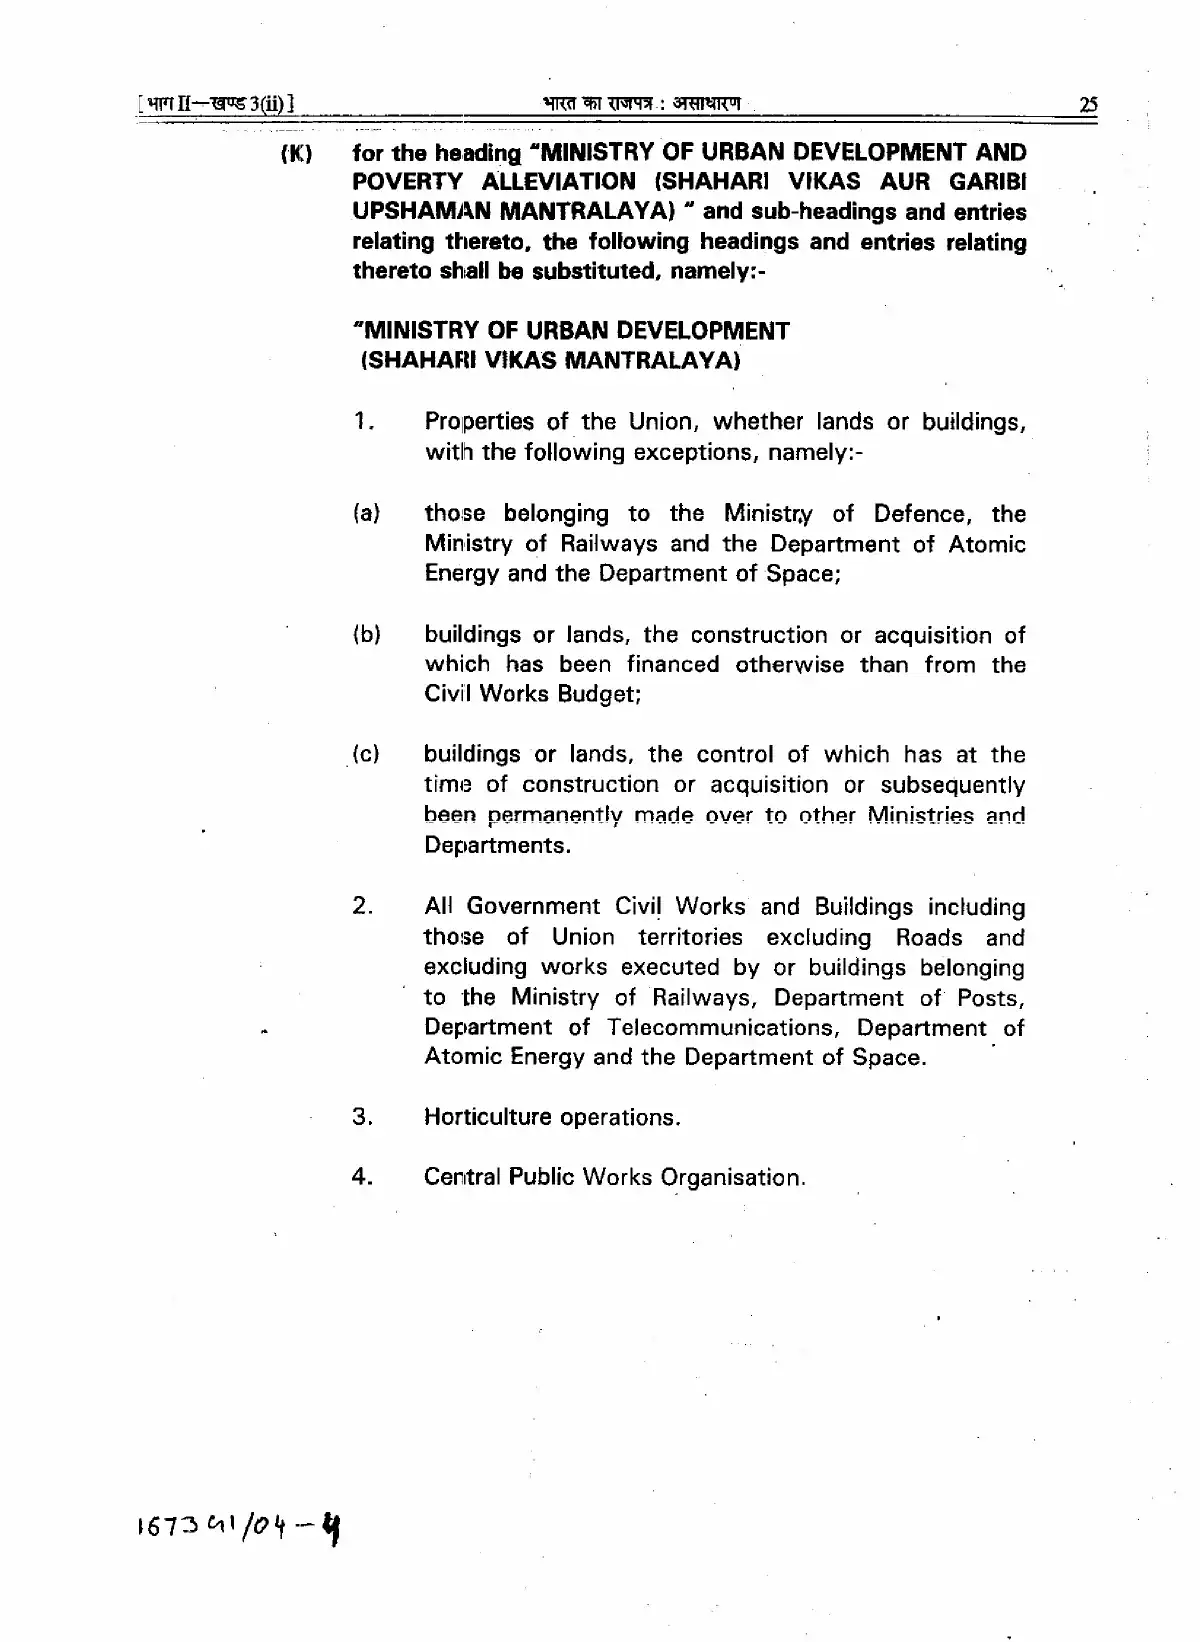 [ भाग II—खण्ड 3(ii) ] भारत का राजपत्र : असाधारण 25
(K) for the heading "MINISTRY OF URBAN DEVELOPMENT AND
POVERTY ALLEVIATION (SHAHARI VIKAS AUR GARIBI
UPSHAMAN MANTRALAYA) " and sub-headings and entries
relating thereto, the following headings and entries relating
thereto shall be substituted, namely:-
"MINISTRY OF URBAN DEVELOPMENT
(SHAHARI VIKAS MANTRALAYA)
1. Properties of the Union, whether lands or buildings,
with the following exceptions, namely:-
(a) those belonging to the Ministry of Defence, the
Ministry of Railways and the Department of Atomic
Energy and the Department of Space;
(b) buildings or lands, the construction or acquisition of
which has been financed otherwise than from the
Civil Works Budget;
(c) buildings or lands, the control of which has at the
time of construction or acquisition or subsequently
been permanently made over to other Ministries and
Departments.
2. All Government Civil Works and Buildings including
those of Union territories excluding Roads and
excluding works executed by or buildings belonging
to the Ministry of Railways, Department of Posts,
Department of Telecommunications, Department of
Atomic Energy and the Department of Space.
3. Horticulture operations.
4. Central Public Works Organisation.
1673 GI/04-4